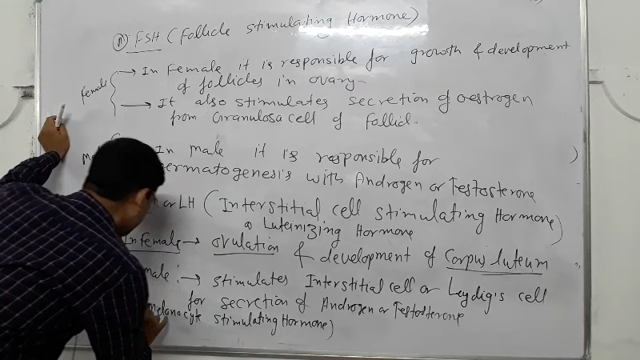 (ii) FSH (Follicle Stimulating Hormone)
Female
→ In Female it is responsible for growth & development
of follicles in ovary
→ It also stimulates secretion of oestrogen
from Granulosa cell of Follicl.
In male it is responsible for
permatogenesis with Androgen or Testosterone
or LH (Interstitial cell stimulating Hormone)
Luteinizing Hormone
In female → ovulation & development of Corpus luteum
male :→ stimulates Interstitial cell or Leydig's cell
for secretion of Androgen or Testosterone
melanocyte stimulating Hormone)